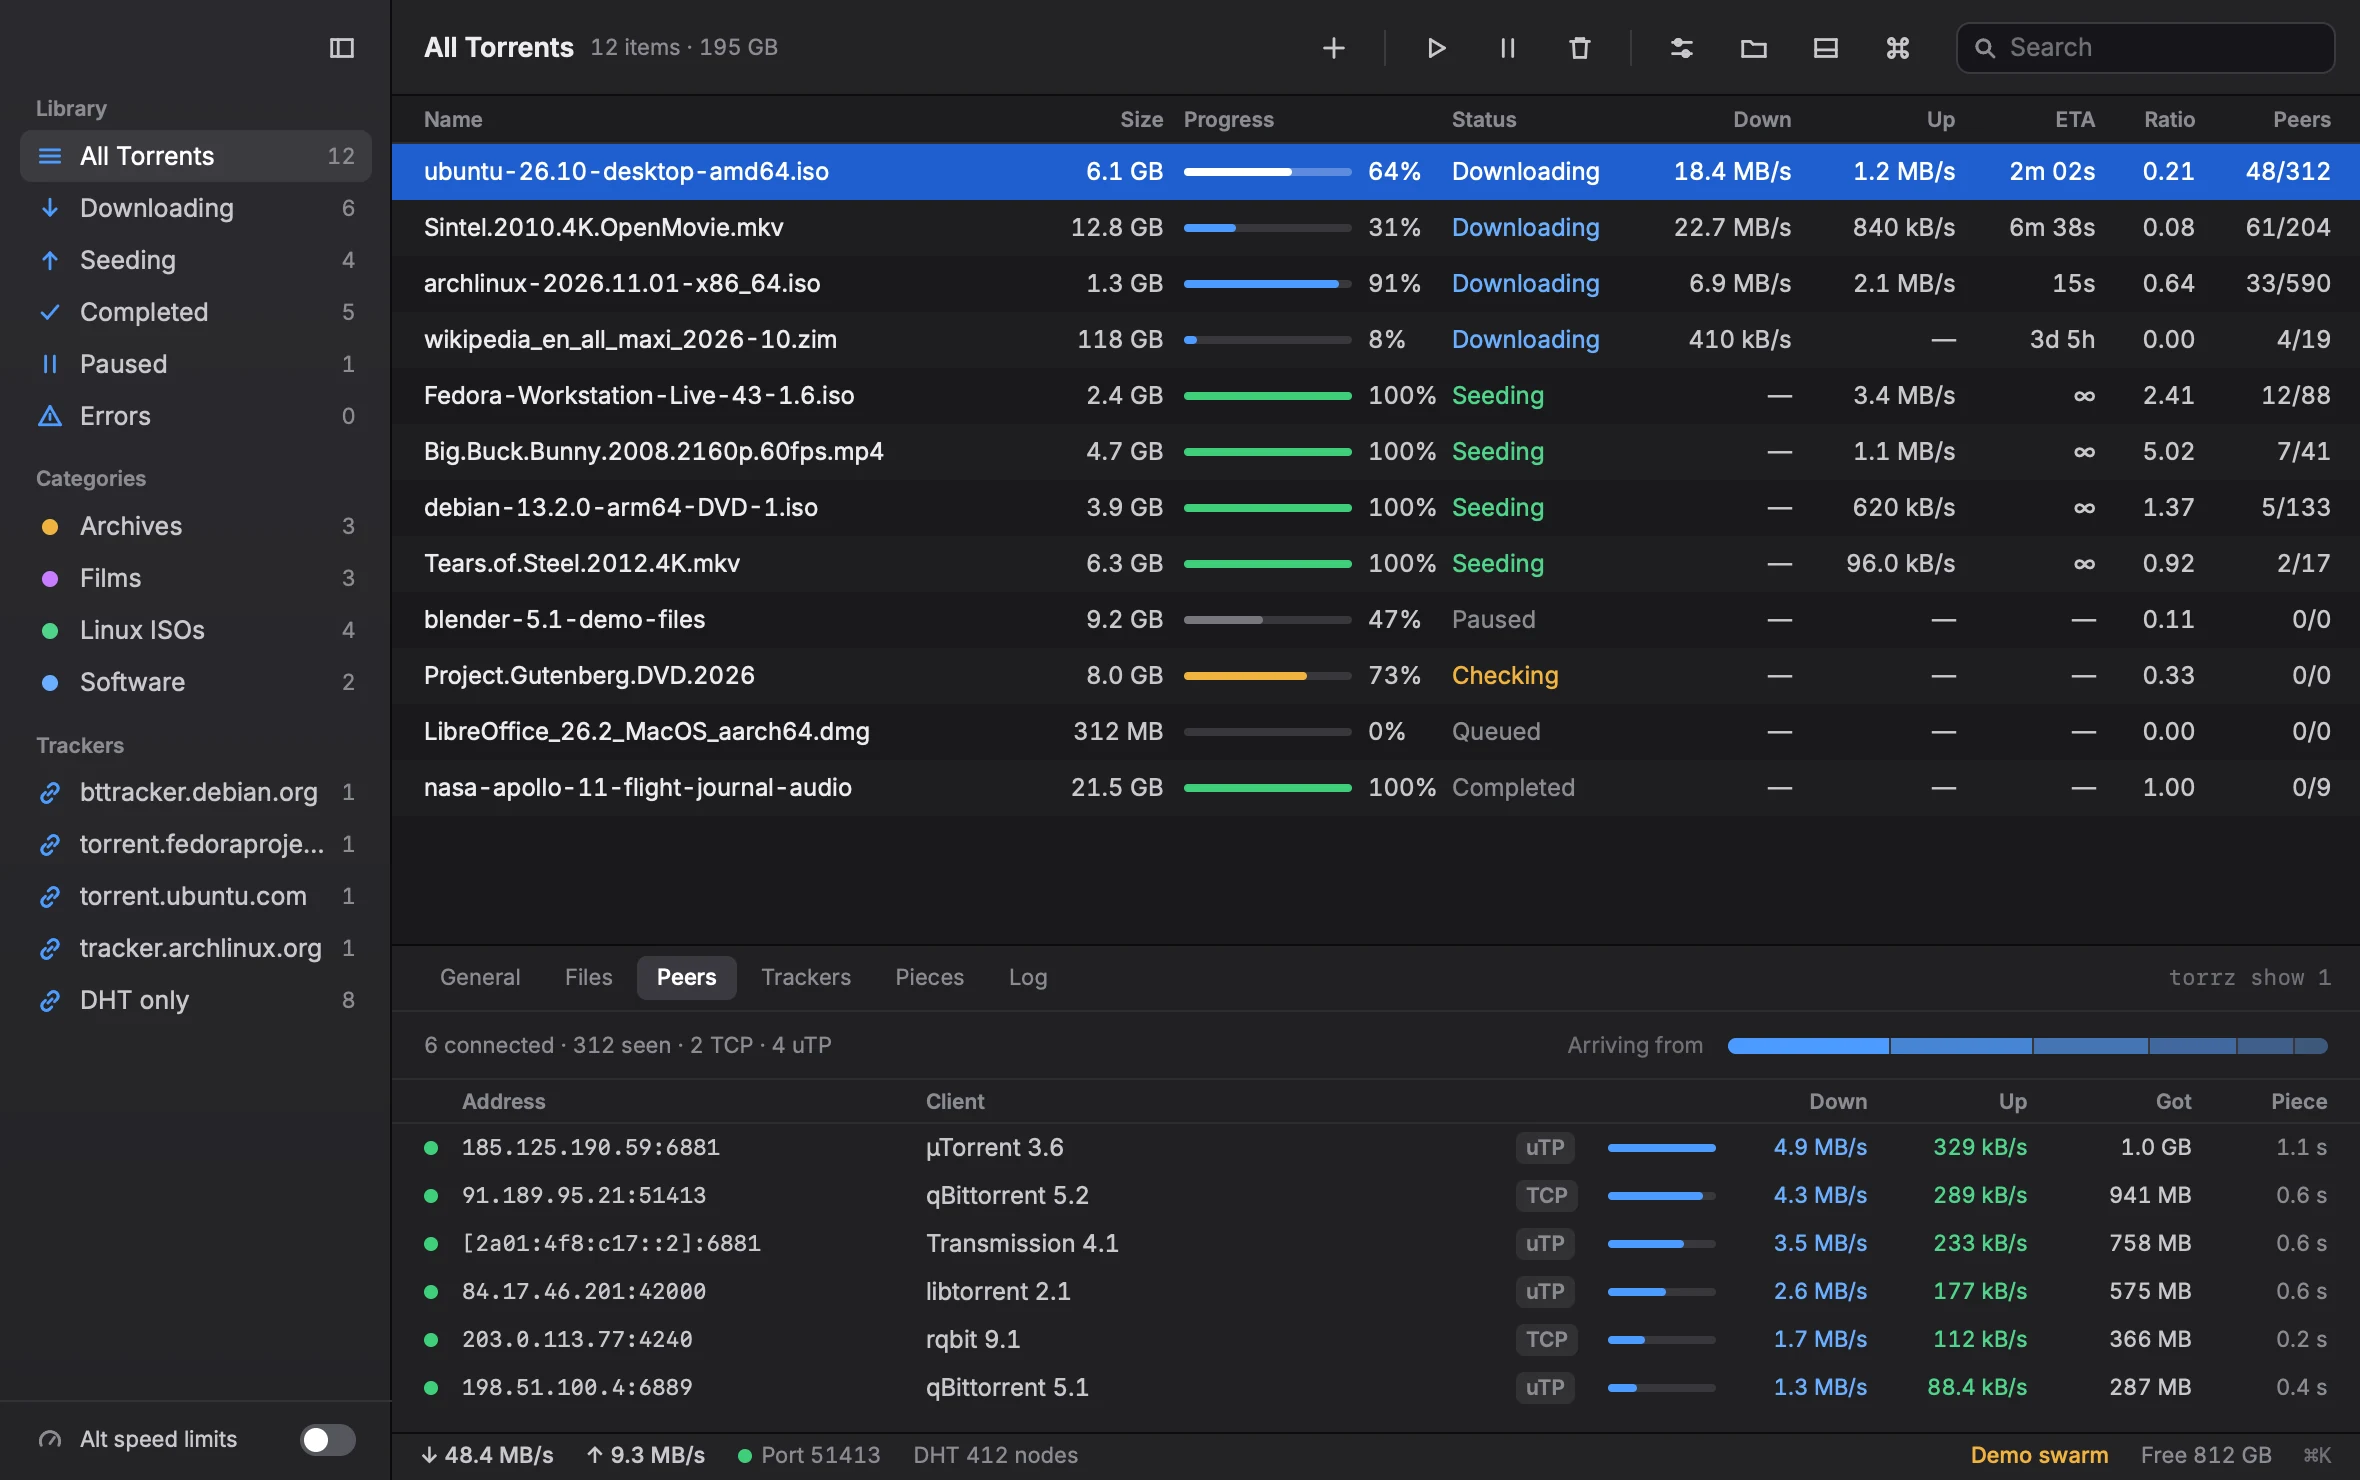 All Torrents 12 items · 195 GB Search
Library
All Torrents 12
Downloading 6
Seeding 4
Completed 5
Paused 1
Errors 0
Categories
Archives 3
Films 3
Linux ISOs 4
Software 2
Trackers
bttracker.debian.org 1
torrent.fedoraproje... 1
torrent.ubuntu.com 1
tracker.archlinux.org 1
DHT only 8
Alt speed limits
Name Size Progress Status Down Up ETA Ratio Peers
ubuntu-26.10-desktop-amd64.iso 6.1 GB 64% Downloading 18.4 MB/s 1.2 MB/s 2m 02s 0.21 48/312
Sintel.2010.4K.OpenMovie.mkv 12.8 GB 31% Downloading 22.7 MB/s 840 kB/s 6m 38s 0.08 61/204
archlinux-2026.11.01-x86_64.iso 1.3 GB 91% Downloading 6.9 MB/s 2.1 MB/s 15s 0.64 33/590
wikipedia_en_all_maxi_2026-10.zim 118 GB 8% Downloading 410 kB/s — 3d 5h 0.00 4/19
Fedora-Workstation-Live-43-1.6.iso 2.4 GB 100% Seeding — 3.4 MB/s ∞ 2.41 12/88
Big.Buck.Bunny.2008.2160p.60fps.mp4 4.7 GB 100% Seeding — 1.1 MB/s ∞ 5.02 7/41
debian-13.2.0-arm64-DVD-1.iso 3.9 GB 100% Seeding — 620 kB/s ∞ 1.37 5/133
Tears.of.Steel.2012.4K.mkv 6.3 GB 100% Seeding — 96.0 kB/s ∞ 0.92 2/17
blender-5.1-demo-files 9.2 GB 47% Paused — — — 0.11 0/0
Project.Gutenberg.DVD.2026 8.0 GB 73% Checking — — — 0.33 0/0
LibreOffice_26.2_MacOS_aarch64.dmg 312 MB 0% Queued — — — 0.00 0/0
nasa-apollo-11-flight-journal-audio 21.5 GB 100% Completed — — — 1.00 0/9
General Files Peers Trackers Pieces Log torrz show 1
6 connected · 312 seen · 2 TCP · 4 uTP Arriving from
Address Client Down Up Got Piece
185.125.190.59:6881 µTorrent 3.6 uTP 4.9 MB/s 329 kB/s 1.0 GB 1.1 s
91.189.95.21:51413 qBittorrent 5.2 TCP 4.3 MB/s 289 kB/s 941 MB 0.6 s
[2a01:4f8:c17::2]:6881 Transmission 4.1 uTP 3.5 MB/s 233 kB/s 758 MB 0.6 s
84.17.46.201:42000 libtorrent 2.1 uTP 2.6 MB/s 177 kB/s 575 MB 0.6 s
203.0.113.77:4240 rqbit 9.1 TCP 1.7 MB/s 112 kB/s 366 MB 0.2 s
198.51.100.4:6889 qBittorrent 5.1 uTP 1.3 MB/s 88.4 kB/s 287 MB 0.4 s
↓ 48.4 MB/s ↑ 9.3 MB/s Port 51413 DHT 412 nodes Demo swarm Free 812 GB ⌘K